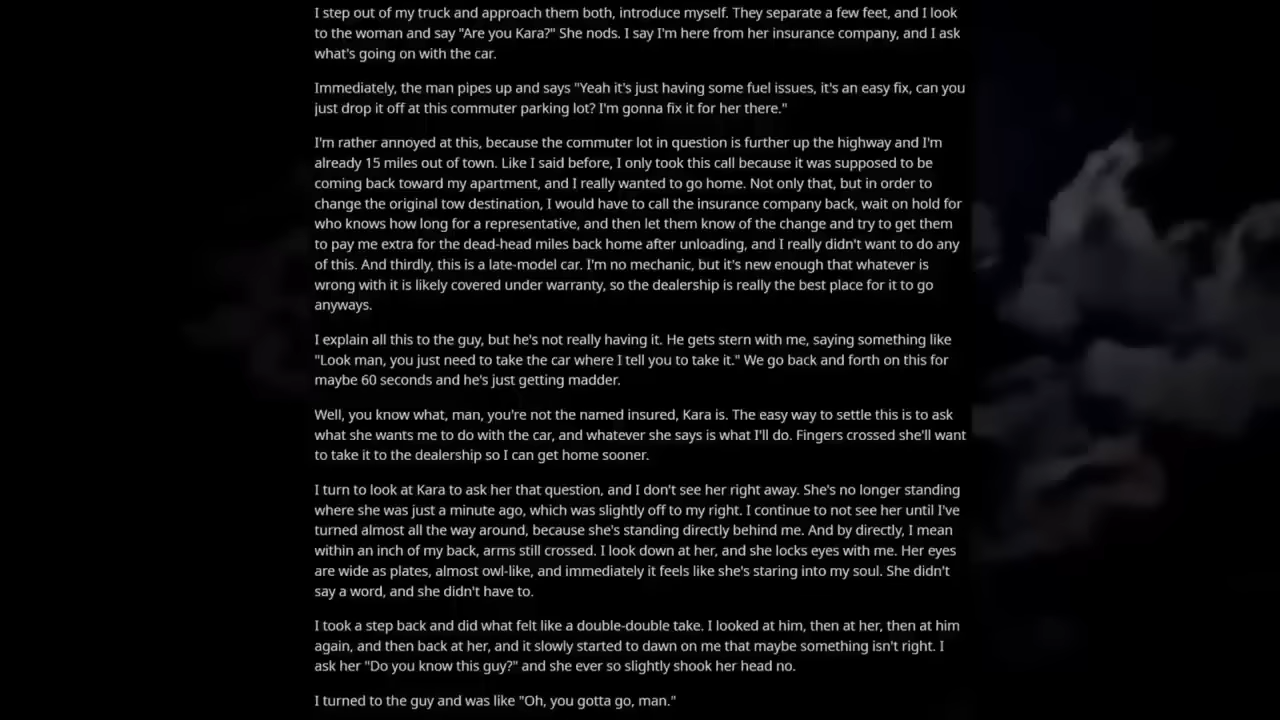 I step out of my truck and approach them both, introduce myself. They separate a few feet, and I look
to the woman and say "Are you Kara?" She nods. I say I'm here from her insurance company, and I ask
what's going on with the car.
Immediately, the man pipes up and says "Yeah it's just having some fuel issues, it's an easy fix, can you
just drop it off at this commuter parking lot? I'm gonna fix it for her there."
I'm rather annoyed at this, because the commuter lot in question is further up the highway and I'm
already 15 miles out of town. Like I said before, I only took this call because it was supposed to be
coming back toward my apartment, and I really wanted to go home. Not only that, but in order to
change the original tow destination, I would have to call the insurance company back, wait on hold for
who knows how long for a representative, and then let them know of the change and try to get them
to pay me extra for the dead-head miles back home after unloading, and I really didn't want to do any
of this. And thirdly, this is a late-model car. I'm no mechanic, but it's new enough that whatever is
wrong with it is likely covered under warranty, so the dealership is really the best place for it to go
anyways.
I explain all this to the guy, but he's not really having it. He gets stern with me, saying something like
"Look man, you just need to take the car where I tell you to take it." We go back and forth on this for
maybe 60 seconds and he's just getting madder.
Well, you know what, man, you're not the named insured, Kara is. The easy way to settle this is to ask
what she wants me to do with the car, and whatever she says is what I'll do. Fingers crossed she'll want
to take it to the dealership so I can get home sooner.
I turn to look at Kara to ask her that question, and I don't see her right away. She's no longer standing
where she was just a minute ago, which was slightly off to my right. I continue to not see her until I've
turned almost all the way around, because she's standing directly behind me. And by directly, I mean
within an inch of my back, arms still crossed. I look down at her, and she locks eyes with me. Her eyes
are wide as plates, almost owl-like, and immediately it feels like she's staring into my soul. She didn't
say a word, and she didn't have to.
I took a step back and did what felt like a double-double take. I looked at him, then at her, then at him
again, and then back at her, and it slowly started to dawn on me that maybe something isn't right. I
ask her "Do you know this guy?" and she ever so slightly shook her head no.
I turned to the guy and was like "Oh, you gotta go, man."